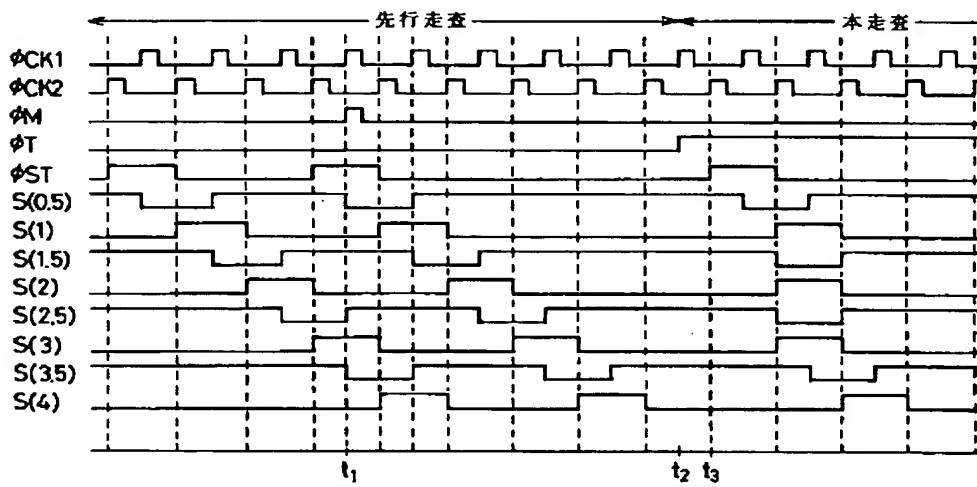 先行走査 本走査
φCK1
φCK2
φM
φT
φST
S(0.5)
S(1)
S(1.5)
S(2)
S(2.5)
S(3)
S(3.5)
S(4)
t1 t2 t3